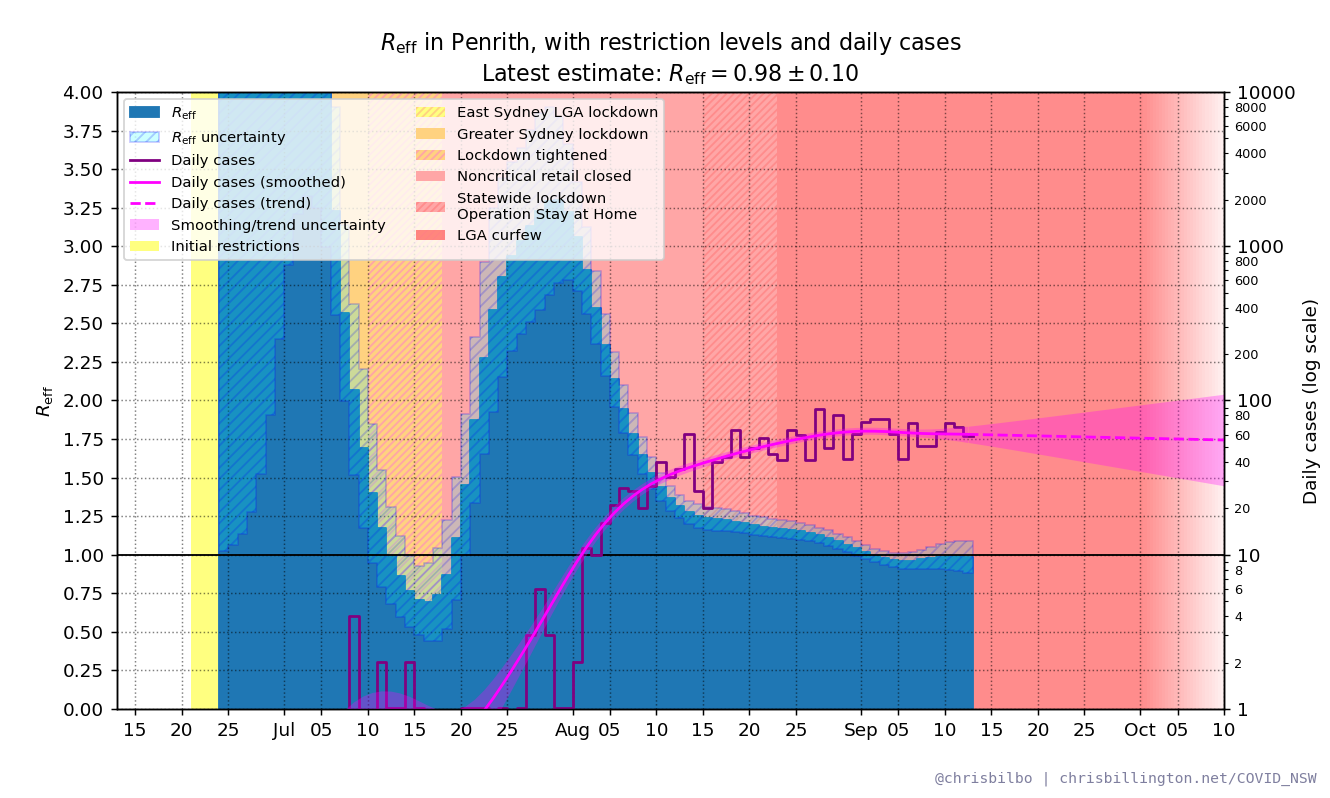 R_eff in Penrith, with restriction levels and daily cases
Latest estimate: R_eff = 0.98 ± 0.10
R_eff
R_eff uncertainty
Daily cases
Daily cases (smoothed)
Daily cases (trend)
Smoothing/trend uncertainty
Initial restrictions
East Sydney LGA lockdown
Greater Sydney lockdown
Lockdown tightened
Noncritical retail closed
Statewide lockdown
Operation Stay at Home
LGA curfew
R_eff
4.00
3.75
3.50
3.25
3.00
2.75
2.50
2.25
2.00
1.75
1.50
1.25
1.00
0.75
0.50
0.25
0.00
10000
8000
6000
4000
2000
1000
800
600
400
200
100
80
60
40
20
10
8
6
4
2
1
Daily cases (log scale)
15 20 25 Jul 05 10 15 20 25 Aug 05 10 15 20 25 Sep 05 10 15 20 25 Oct 05 10
@chrisbilbo | chrisbillington.net/COVID_NSW